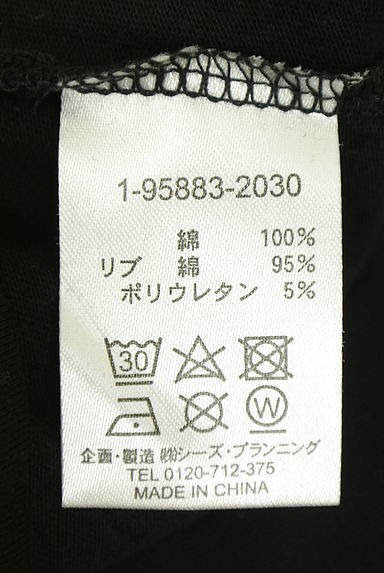 1-95883-2030
綿 100%
リブ 綿 95%
ポリウレタン 5%
30
W
企画・製造 ㈱シーズ・プランニング
TEL 0120-712-375
MADE IN CHINA